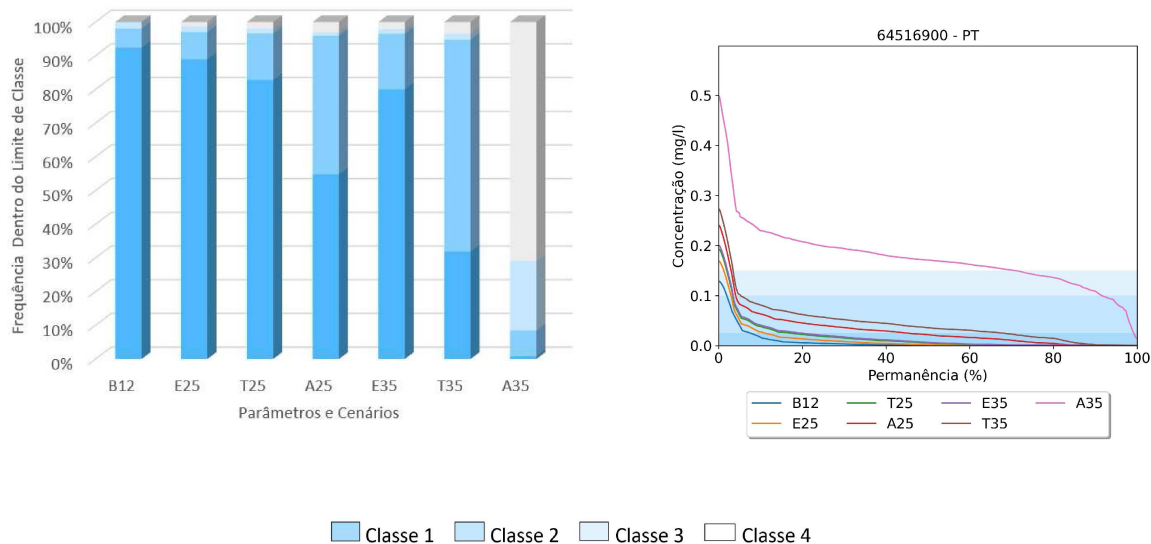 100%
90%
80%
70%
60%
50%
40%
30%
20%
10%
0%
Frequência Dentro do Limite de Classe
B12 E25 T25 A25 E35 T35 A35
Parâmetros e Cenários
64516900 - PT
Concentração (mg/l)
0.5
0.4
0.3
0.2
0.1
0.0
0 20 40 60 80 100
Permanência (%)
B12 T25 E35 A35
E25 A25 T35
Classe 1 Classe 2 Classe 3 Classe 4